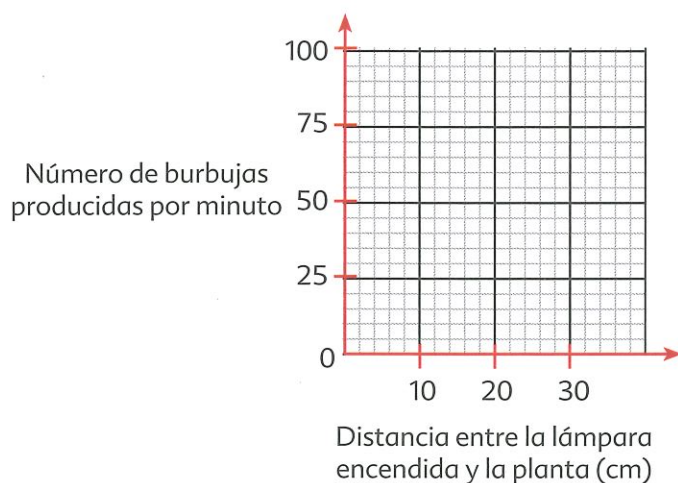 100
75
Número de burbujas
producidas por minuto
50
25
0
10 20 30
Distancia entre la lámpara
encendida y la planta (cm)